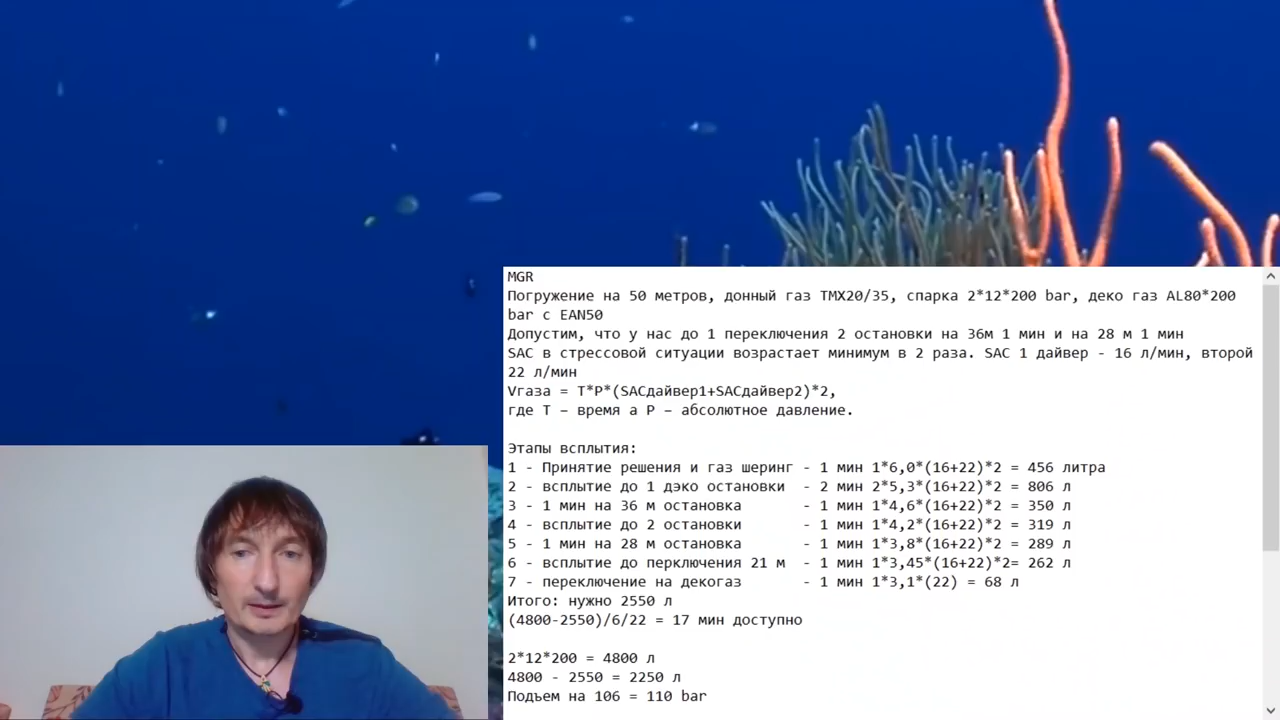 MGR
Погружение на 50 метров, донный газ TMX20/35, спарка 2*12*200 bar, деко газ AL80*200
bar с EAN50
Допустим, что у нас до 1 переключения 2 остановки на 36м 1 мин и на 28 м 1 мин
SAC в стрессовой ситуации возрастает минимум в 2 раза. SAC 1 дайвер - 16 л/мин, второй
22 л/мин
Vгаза = T*P*(SACдайвер1+SACдайвер2)*2,
где T – время а P – абсолютное давление.
Этапы всплытия:
1 - Принятие решения и газ шеринг - 1 мин 1*6,0*(16+22)*2 = 456 литра
2 - всплытие до 1 дэко остановки - 2 мин 2*5,3*(16+22)*2 = 806 л
3 - 1 мин на 36 м остановка - 1 мин 1*4,6*(16+22)*2 = 350 л
4 - всплытие до 2 остановки - 1 мин 1*4,2*(16+22)*2 = 319 л
5 - 1 мин на 28 м остановка - 1 мин 1*3,8*(16+22)*2 = 289 л
6 - всплытие до перключения 21 м - 1 мин 1*3,45*(16+22)*2= 262 л
7 - переключение на декогаз - 1 мин 1*3,1*(22) = 68 л
Итого: нужно 2550 л
(4800-2550)/6/22 = 17 мин доступно
2*12*200 = 4800 л
4800 - 2550 = 2250 л
Подъем на 106 = 110 bar